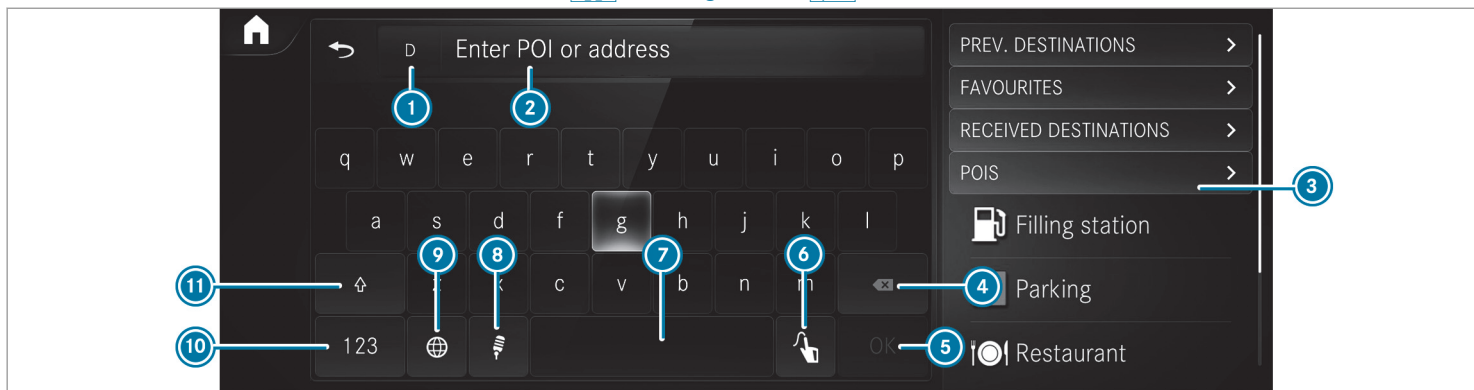 D Enter POI or address
1 2
q w e r t y u i o p
a s d f g h j k l
9 8 7 6
11 c v b n m
10 123 OK 5
PREV. DESTINATIONS
FAVOURITES
RECEIVED DESTINATIONS
POIS
3
Filling station
4 Parking
Restaurant